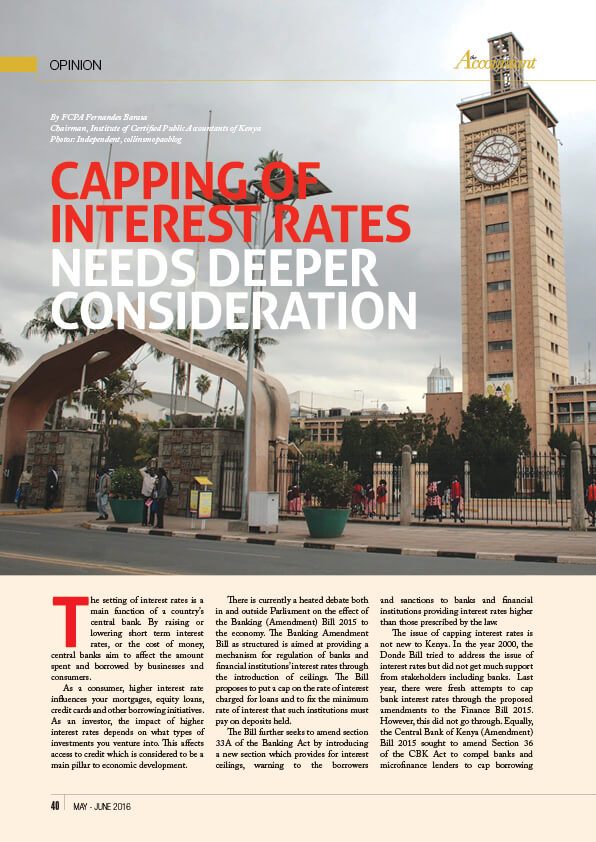 OPINION
the Accountant
By FCPA Fernandes Barasa
Chairman, Institute of Certified Public Accountants of Kenya
Photos: Independent, collinsmopaoblog
CAPPING OF
INTEREST RATES
NEEDS DEEPER
CONSIDERATION
The setting of interest rates is a
main function of a country's
central bank. By raising or
lowering short term interest
rates, or the cost of money,
central banks aim to affect the amount
spent and borrowed by businesses and
consumers.
As a consumer, higher interest rate
influences your mortgages, equity loans,
credit cards and other borrowing initiatives.
As an investor, the impact of higher
interest rates depends on what types of
investments you venture into. This affects
access to credit which is considered to be a
main pillar to economic development.
There is currently a heated debate both
in and outside Parliament on the effect of
the Banking (Amendment) Bill 2015 to
the economy. The Banking Amendment
Bill as structured is aimed at providing a
mechanism for regulation of banks and
financial institutions' interest rates through
the introduction of ceilings. The Bill
proposes to put a cap on the rate of interest
charged for loans and to fix the minimum
rate of interest that such institutions must
pay on deposits held.
The Bill further seeks to amend section
33A of the Banking Act by introducing
a new section which provides for interest
ceilings, warning to the borrowers
and sanctions to banks and financial
institutions providing interest rates higher
than those prescribed by the law.
The issue of capping interest rates is
not new to Kenya. In the year 2000, the
Donde Bill tried to address the issue of
interest rates but did not get much support
from stakeholders including banks. Last
year, there were fresh attempts to cap
bank interest rates through the proposed
amendments to the Finance Bill 2015.
However, this did not go through. Equally,
the Central Bank of Kenya (Amendment)
Bill 2015 sought to amend Section 36
of the CBK Act to compel banks and
microfinance lenders to cap borrowing
40 MAY - JUNE 2016